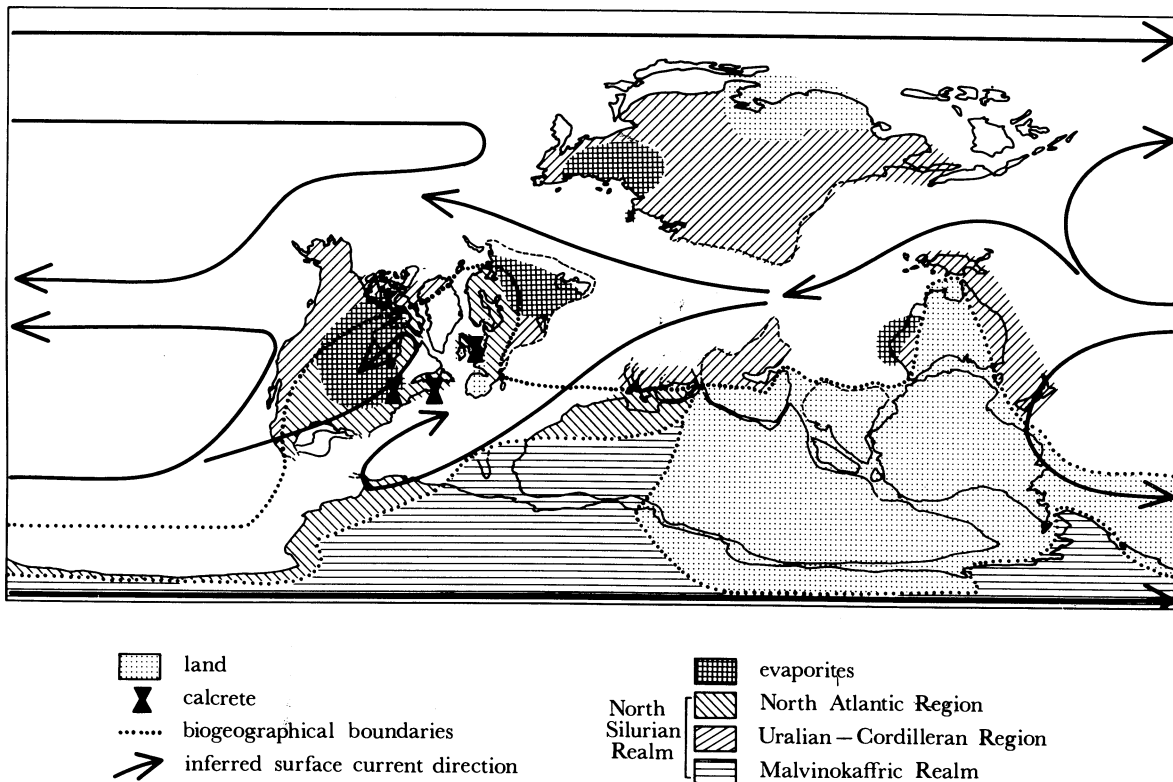 land
calcrete
biogeographical boundaries
inferred surface current direction
evaporites
North
Silurian
Realm
North Atlantic Region
Uralian – Cordilleran Region
Malvinokaffric Realm